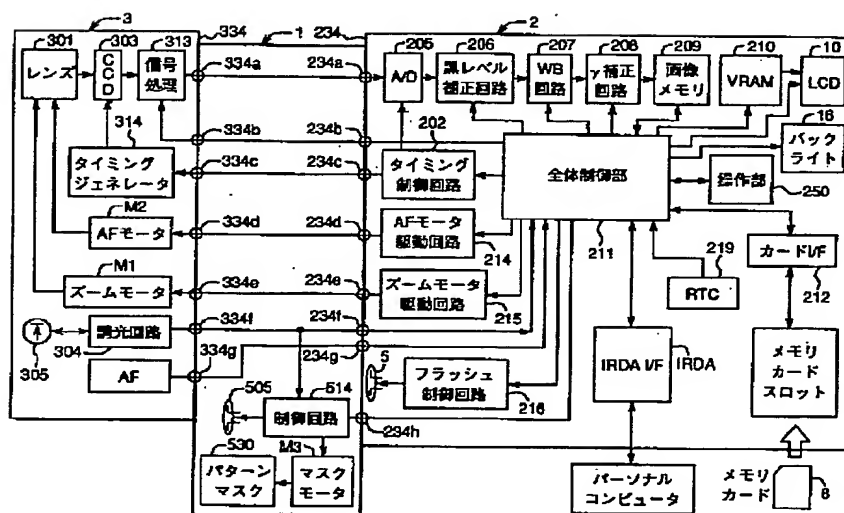 3
334
1
234
2
301
303
313
レンズ
CCD
信号
処理
334a
234a
205
A/D
206
黒レベル
補正回路
207
WB
回路
208
γ補正
回路
209
画像
メモリ
210
VRAM
10
LCD
16
バック
ライト
314
334b
234b
202
タイミング
ジェネレータ
334c
234c
タイミング
制御回路
全体制御部
操作部
250
M2
AFモータ
334d
234d
AFモータ
駆動回路
214
211
219
カードI/F
212
M1
ズームモータ
334e
234e
ズームモータ
駆動回路
215
RTC
305
調光回路
304
334f
234f
334g
234g
AF
5
フラッシュ
制御回路
216
IRDA I/F
IRDA
メモリ
カード
スロット
505
514
制御回路
234h
530
パターン
マスク
M3
マスク
モータ
パーソナル
コンピュータ
メモリ
カード
8